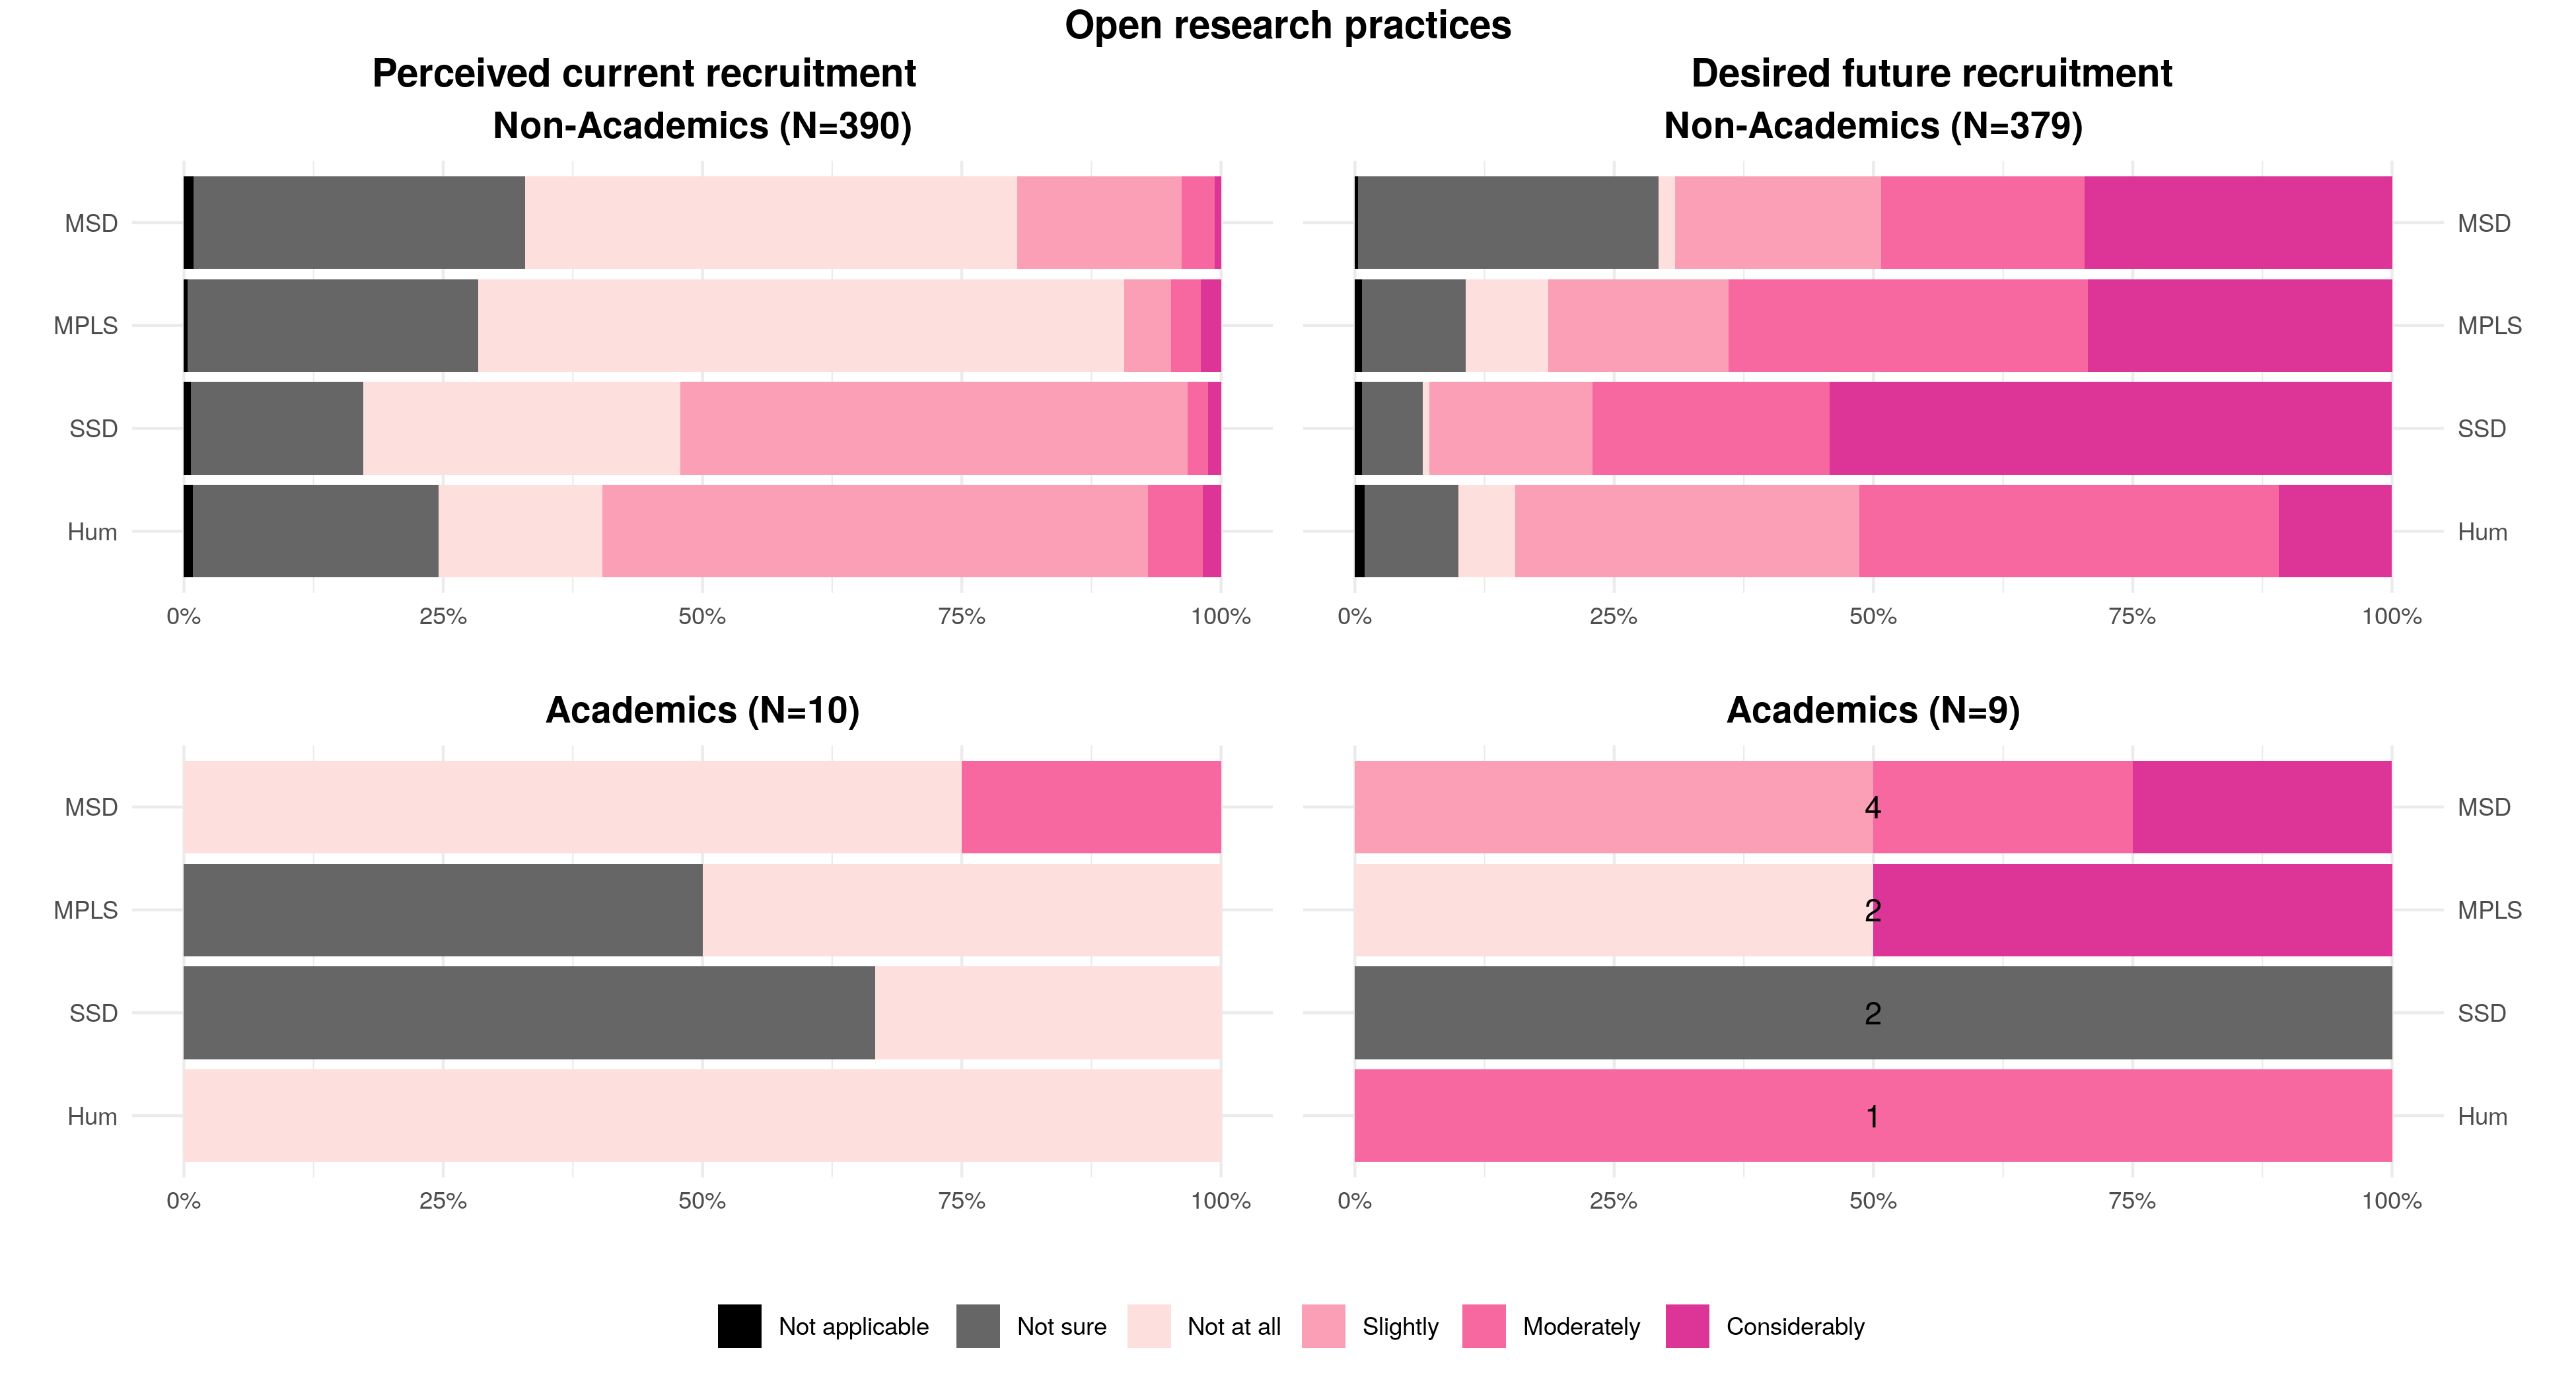 Open research practices
Perceived current recruitment
Desired future recruitment
Non-Academics (N=390)
Non-Academics (N=379)
MSD
MPLS
SSD
Hum
0% 25% 50% 75% 100%
MSD
MPLS
SSD
Hum
0% 25% 50% 75% 100%
Academics (N=10)
Academics (N=9)
MSD
MPLS
SSD
Hum
0% 25% 50% 75% 100%
4 MSD
2 MPLS
2 SSD
1 Hum
0% 25% 50% 75% 100%
Not applicable Not sure Not at all Slightly Moderately Considerably